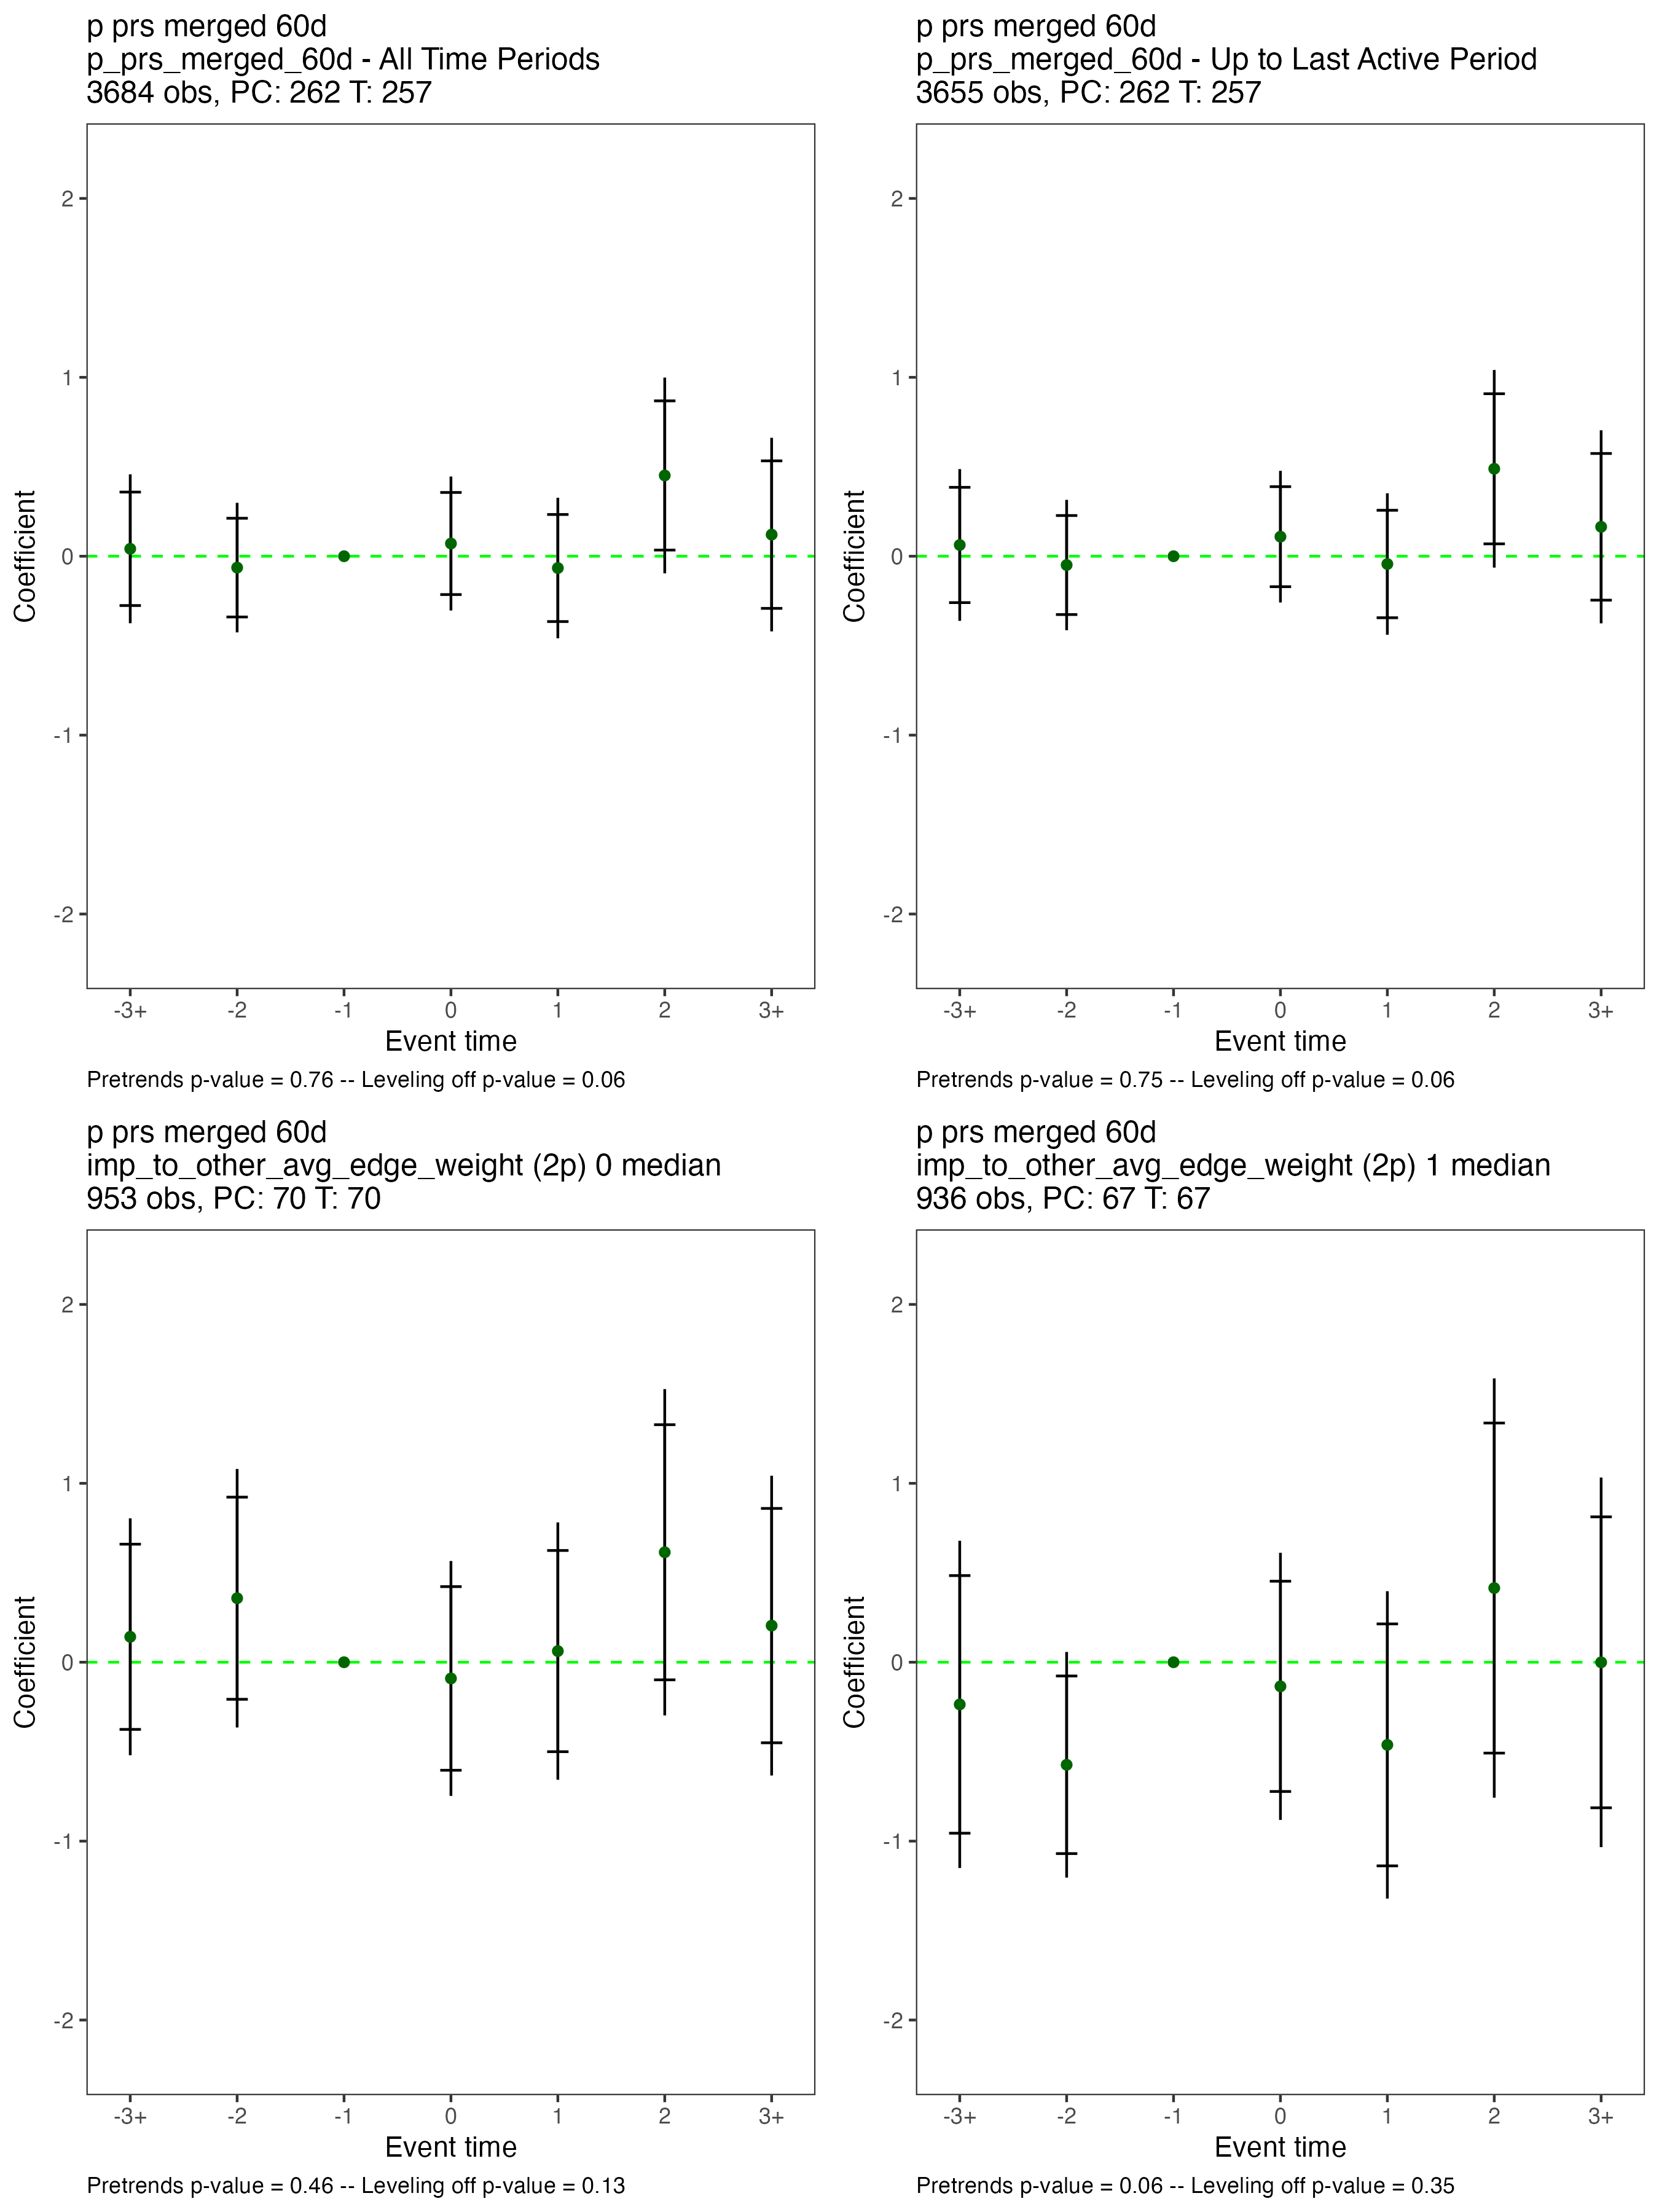 p prs merged 60d
p_prs_merged_60d - All Time Periods
3684 obs, PC: 262 T: 257
2
1
0
-1
-2
Coefficient
-3+ -2 -1 0 1 2 3+
Event time
Pretrends p-value = 0.76 -- Leveling off p-value = 0.06
p prs merged 60d
p_prs_merged_60d - Up to Last Active Period
3655 obs, PC: 262 T: 257
2
1
0
-1
-2
Coefficient
-3+ -2 -1 0 1 2 3+
Event time
Pretrends p-value = 0.75 -- Leveling off p-value = 0.06
p prs merged 60d
imp_to_other_avg_edge_weight (2p) 0 median
953 obs, PC: 70 T: 70
2
1
0
-1
-2
Coefficient
-3+ -2 -1 0 1 2 3+
Event time
Pretrends p-value = 0.46 -- Leveling off p-value = 0.13
p prs merged 60d
imp_to_other_avg_edge_weight (2p) 1 median
936 obs, PC: 67 T: 67
2
1
0
-1
-2
Coefficient
-3+ -2 -1 0 1 2 3+
Event time
Pretrends p-value = 0.06 -- Leveling off p-value = 0.35